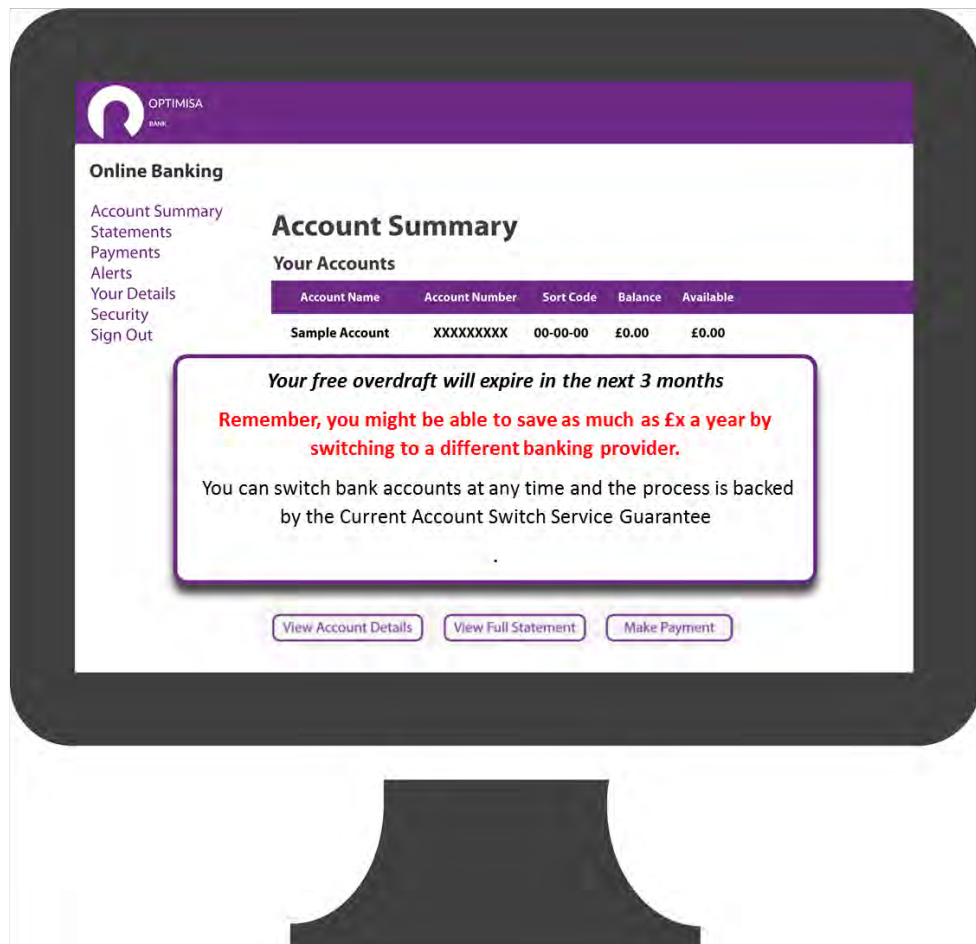 OPTIMISA
BANK
Online Banking
Account Summary
Statements
Payments
Alerts
Your Details
Security
Sign Out
Account Summary
Your Accounts
Account Name Account Number Sort Code Balance Available
Sample Account XXXXXXXXX 00-00-00 £0.00 £0.00
Your free overdraft will expire in the next 3 months
Remember, you might be able to save as much as £x a year by
switching to a different banking provider.
You can switch bank accounts at any time and the process is backed
by the Current Account Switch Service Guarantee
.
View Account Details View Full Statement Make Payment